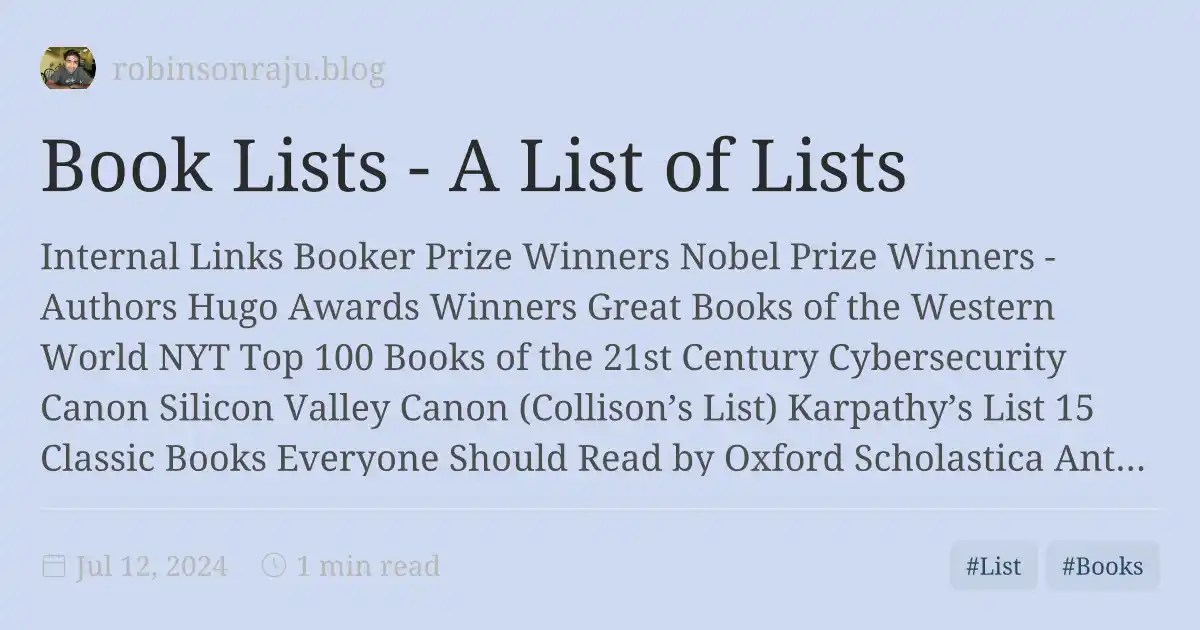 robinsonraju.blog
Book Lists - A List of Lists
Internal Links Booker Prize Winners Nobel Prize Winners -
Authors Hugo Awards Winners Great Books of the Western
World NYT Top 100 Books of the 21st Century Cybersecurity
Canon Silicon Valley Canon (Collison’s List) Karpathy’s List 15
Classic Books Everyone Should Read by Oxford Scholastica Ant…
Jul 12, 2024 1 min read #List #Books